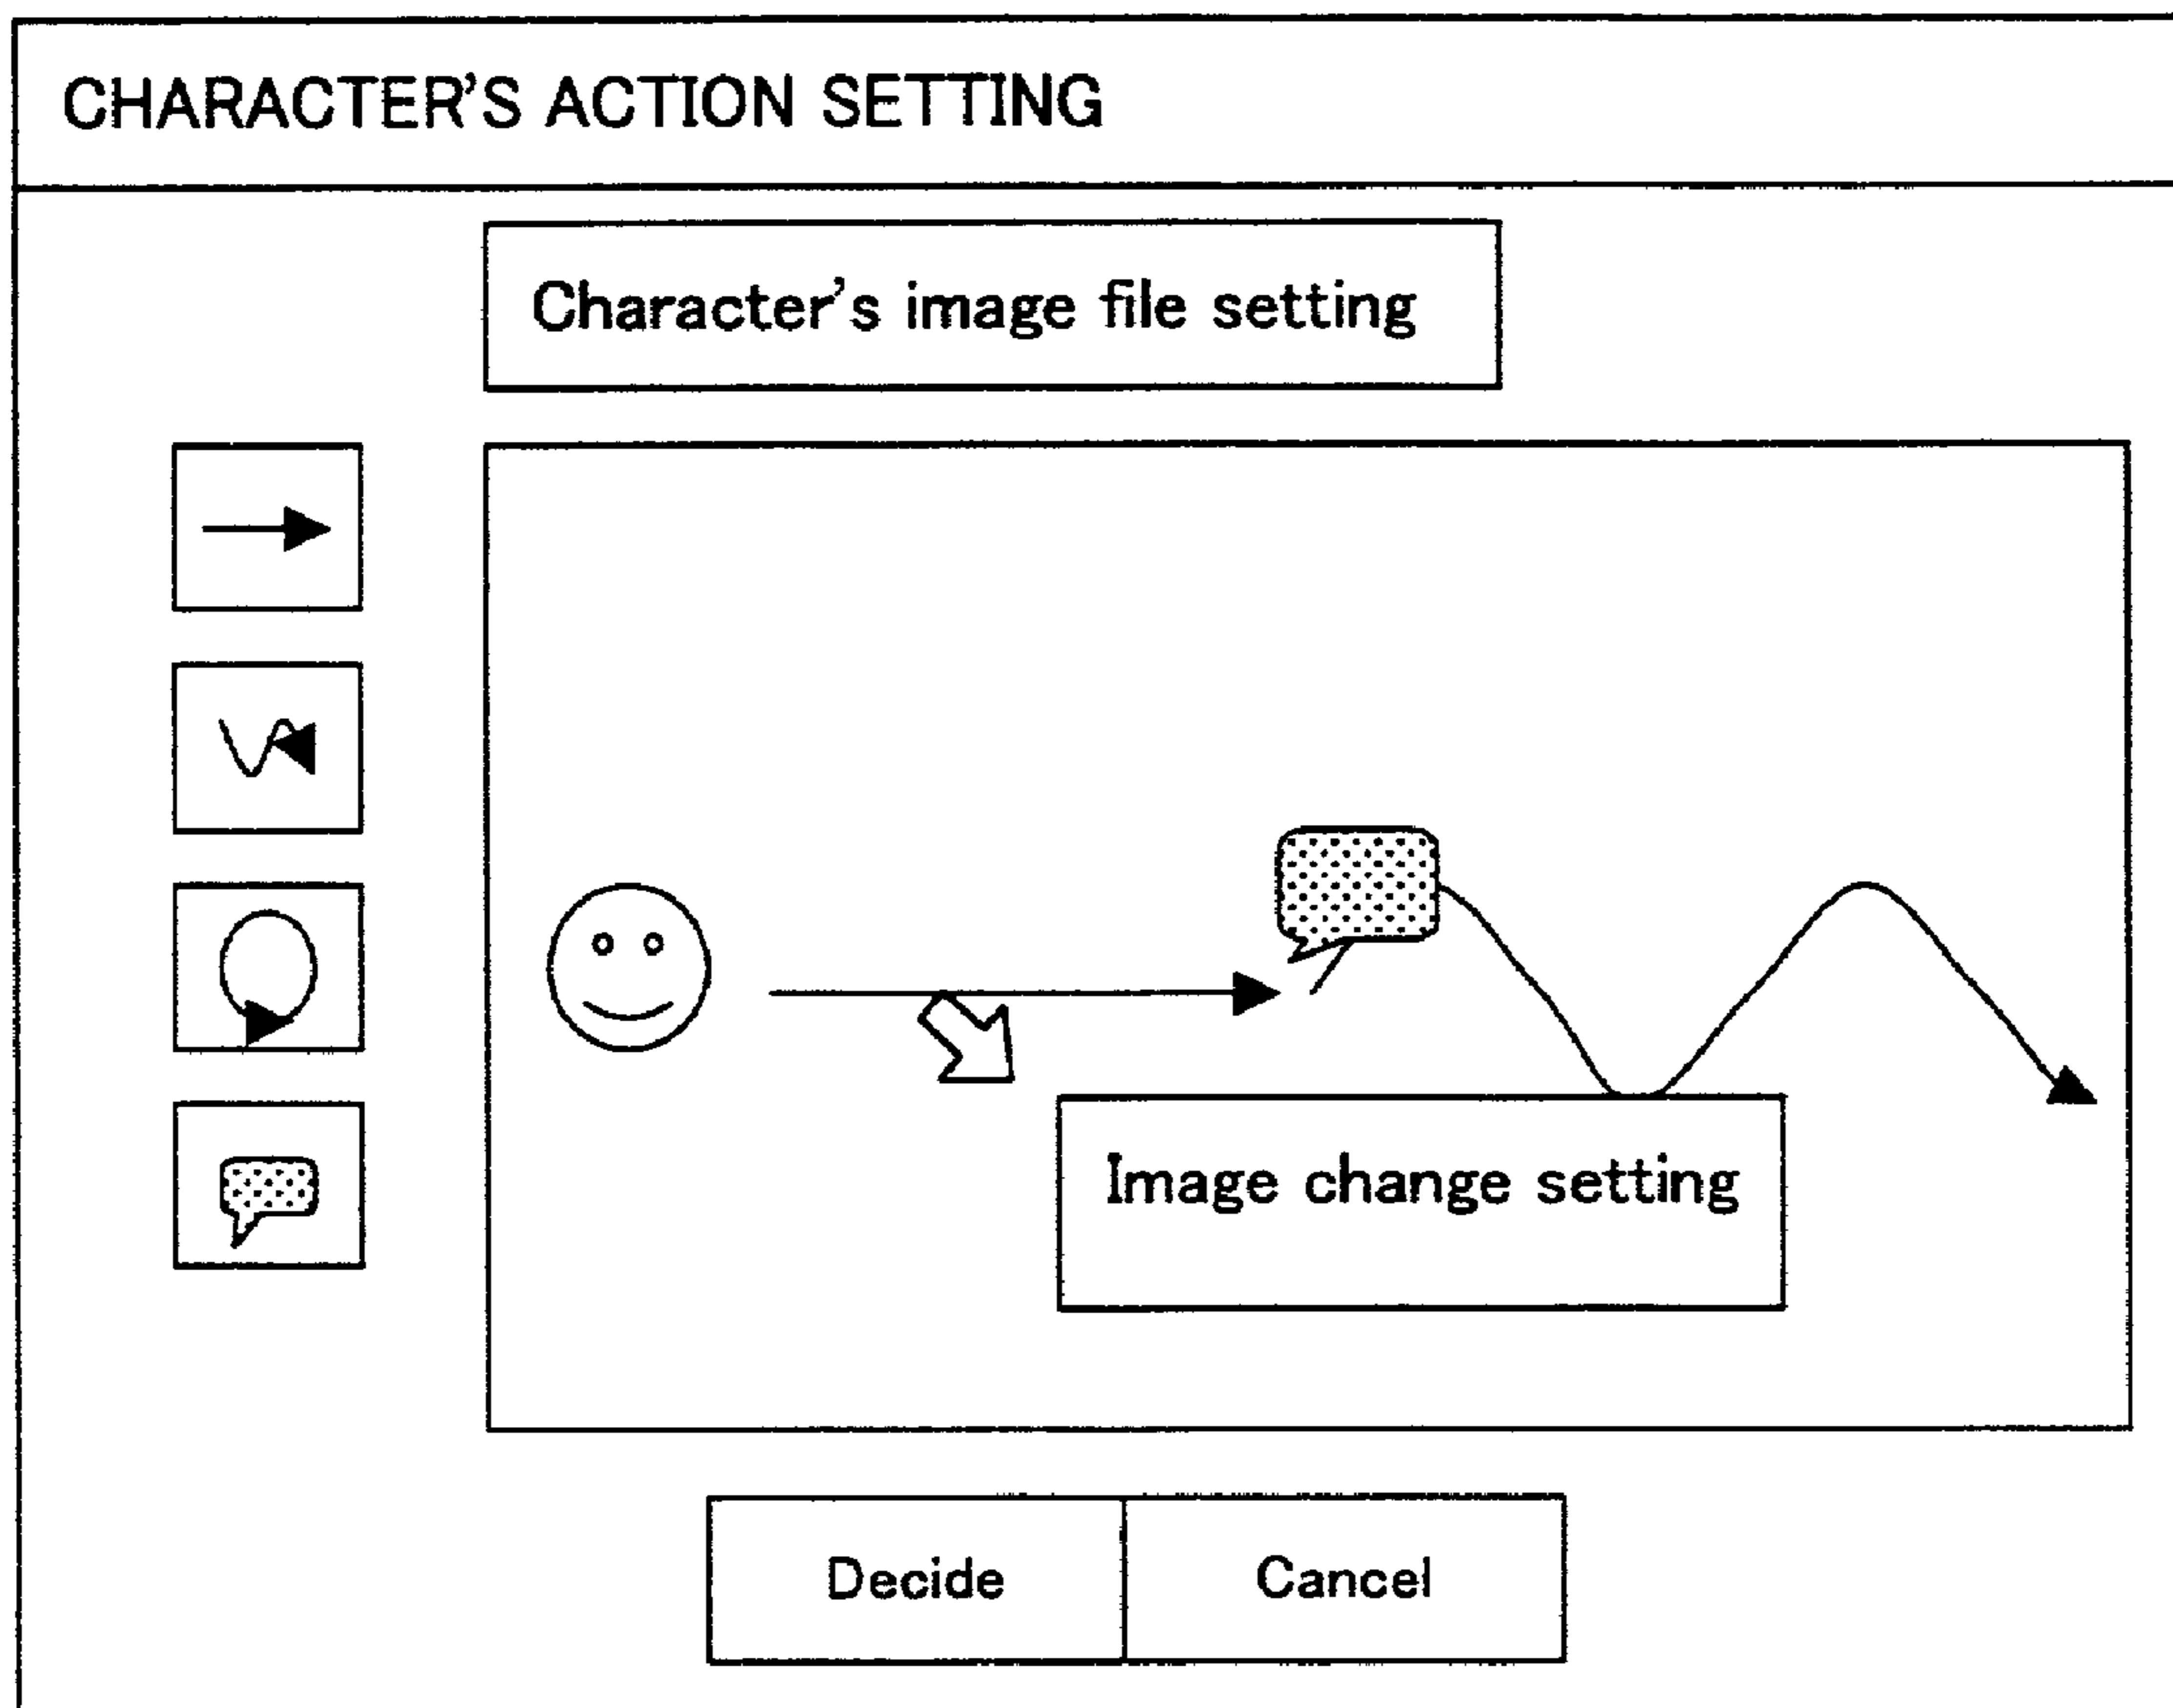 CHARACTER'S ACTION SETTING
Character's image file setting
Image change setting
Decide
Cancel